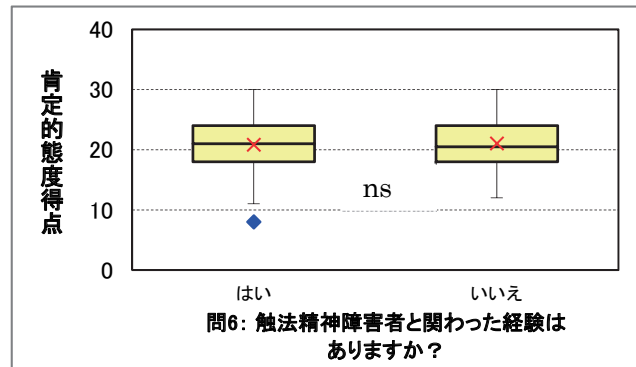 40
30
20
10
0
肯定的態度得点
ns
はい
いいえ
問6: 触法精神障害者と関わった経験は
ありますか？